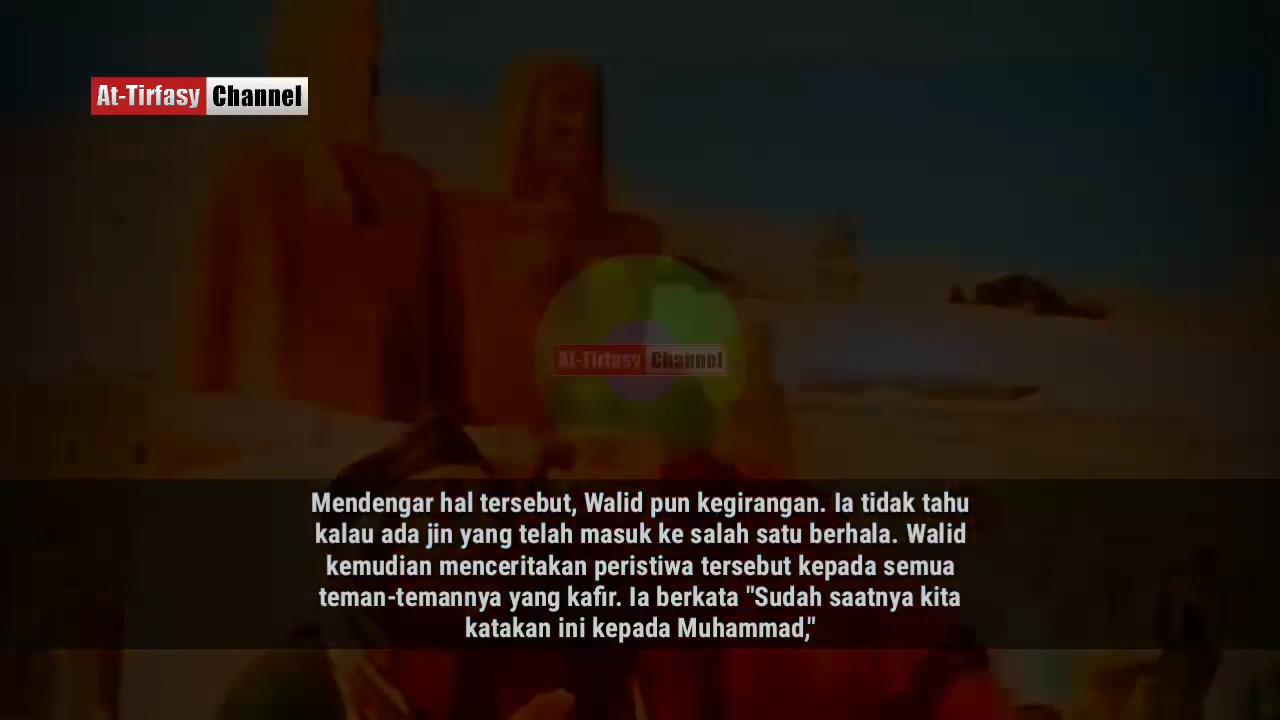 At-Tirfasy Channel
At-Tirfasy Channel
Mendengar hal tersebut, Walid pun kegirangan. Ia tidak tahu
kalau ada jin yang telah masuk ke salah satu berhala. Walid
kemudian menceritakan peristiwa tersebut kepada semua
teman-temannya yang kafir. Ia berkata "Sudah saatnya kita
katakan ini kepada Muhammad,"